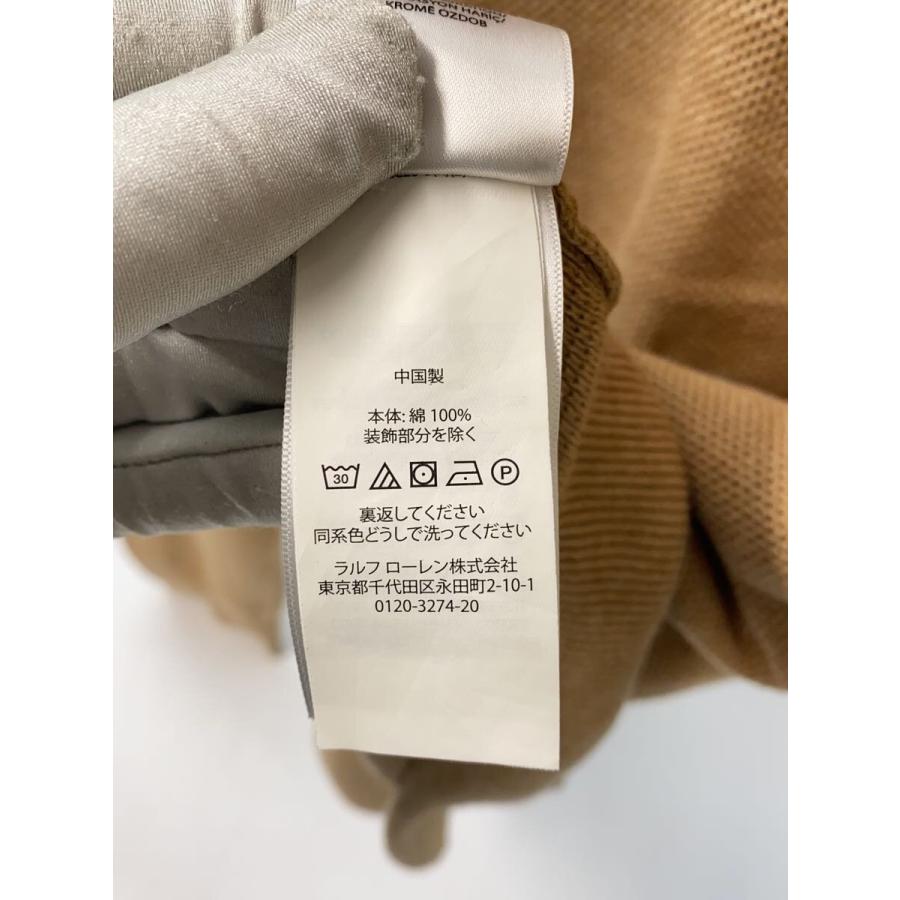 KROMĚ OZDOB
中国製
本体: 綿 100%
装飾部分を除く
30
P
裏返してください
同系色どうしで洗ってください
ラルフ ローレン株式会社
東京都千代田区永田町2-10-1
0120-3274-20